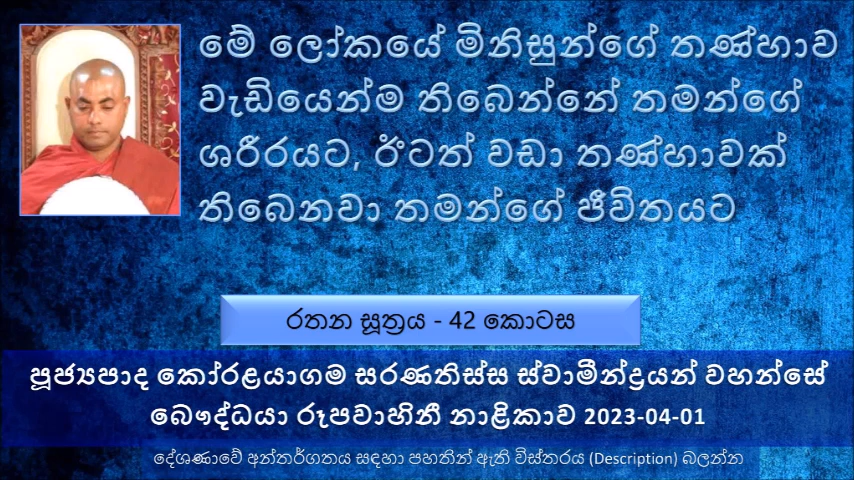 මේ ලෝකයේ මිනිසුන්ගේ තණ්හාව
වැඩියෙන්ම තිබෙන්නේ තමන්ගේ
ශරීරයට, ඊටත් වඩා තණ්හාවක්
තිබෙනවා තමන්ගේ ජීවිතයට
රතන සූත්‍රය - 42 කොටස
පූජ්‍යපාද කෝරළයාගම සරණතිස්ස ස්වාමීන්ද්‍රයන් වහන්සේ
බෞද්ධයා රූපවාහිනී නාළිකාව 2023-04-01
දේශණාවේ අන්තර්ගතය සඳහා පහතින් ඇති විස්තරය (Description) බලන්න